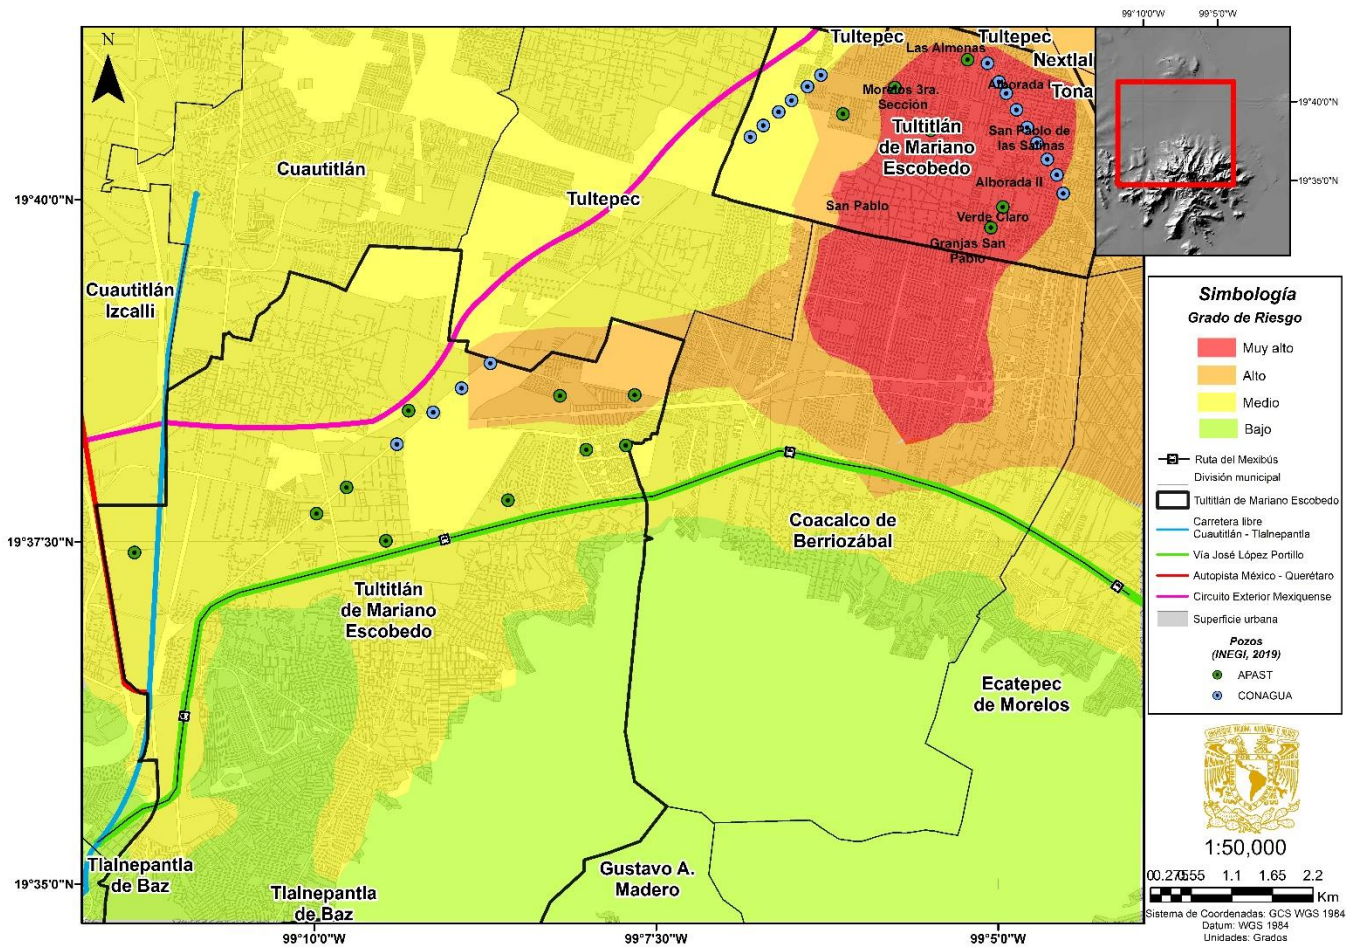 99°10'0"W 99°5'0"W
N
Tultepec
Tultepec
Las Almenas
Nextlal
Alborada I
Tona
Morelos 3ra.
Sección
19°40'0"N
Tultitlán
de Mariano
Escobedo
San Pablo de
las Salinas
Cuautitlán
Alborada II
19°35'0"N
19°40'0"N
Tultepec
San Pablo
Verde Claro
Granjas San
Pablo
Cuautitlán
Izcalli
Simbología
Grado de Riesgo
Muy alto
Alto
Medio
Bajo
Ruta del Mexibús
División municipal
Tultitlán de Mariano Escobedo
Carretera libre
Cuautitlán - Tlalnepantla
Vía José López Portillo
Autopista México - Querétaro
Circuito Exterior Mexiquense
Superficie urbana
Pozos
(INEGI, 2019)
APAST
CONAGUA
19°37'30"N
Coacalco de
Berriozábal
Tultitlán
de Mariano
Escobedo
Ecatepec
de Morelos
1:50,000
Tlalnepantla
de Baz
Tlalnepantla
de Baz
Gustavo A.
Madero
19°35'0"N
00.2750.55 1.1 1.65 2.2
Km
Sistema de Coordenadas: GCS WGS 1984
Datum: WGS 1984
Unidades: Grados
99°10'0"W 99°7'30"W 99°5'0"W